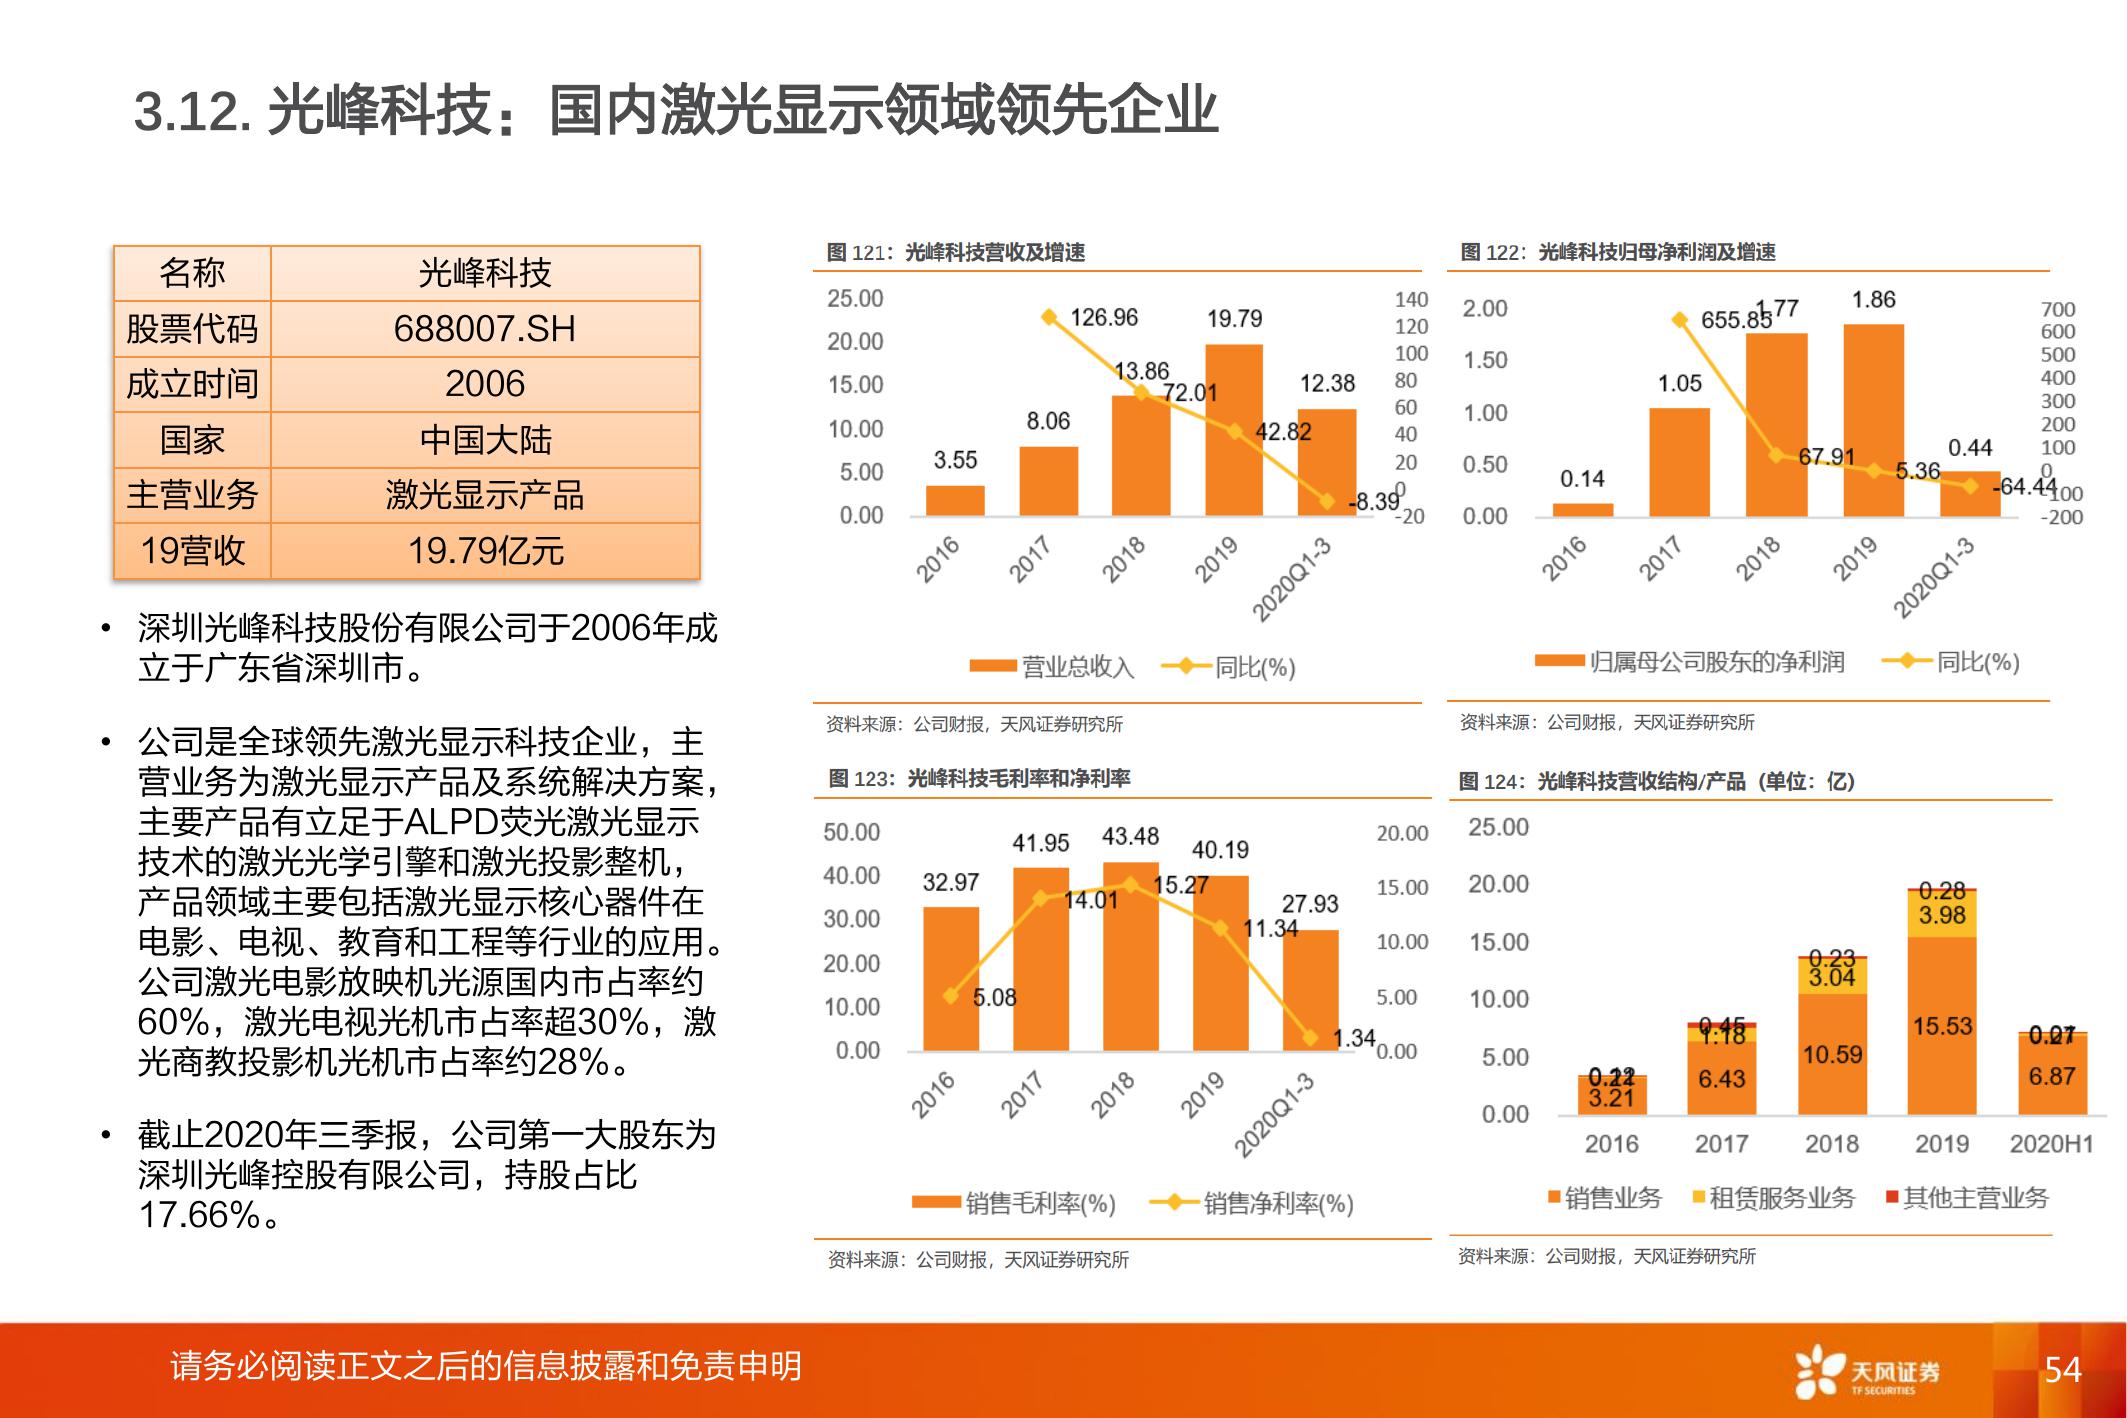 3.12. 光峰科技：国内激光显示领域领先企业
名称 光峰科技
股票代码 688007.SH
成立时间 2006
国家 中国大陆
主营业务 激光显示产品
19营收 19.79亿元
• 深圳光峰科技股份有限公司于2006年成
立于广东省深圳市。
• 公司是全球领先激光显示科技企业，主
营业务为激光显示产品及系统解决方案，
主要产品有立足于ALPD荧光激光显示
技术的激光光学引擎和激光投影整机，
产品领域主要包括激光显示核心器件在
电影、电视、教育和工程等行业的应用。
公司激光电影放映机光源国内市占率约
60%，激光电视光机市占率超30%，激
光商教投影机光机市占率约28%。
• 截止2020年三季报，公司第一大股东为
深圳光峰控股有限公司，持股占比
17.66%。
图 121：光峰科技营收及增速
25.00
20.00
15.00
10.00
5.00
0.00
3.55
8.06
13.86
19.79
12.38
126.96
72.01
42.82
-8.39
140
120
100
80
60
40
20
0
-20
2016
2017
2018
2019
2020Q1-3
营业总收入 同比(%)
资料来源：公司财报，天风证券研究所
图 122：光峰科技归母净利润及增速
2.00
1.50
1.00
0.50
0.00
0.14
1.05
1.77
1.86
0.44
655.85
67.91
5.36
-64.44
700
600
500
400
300
200
100
0
-100
-200
2016
2017
2018
2019
2020Q1-3
归属母公司股东的净利润 同比(%)
资料来源：公司财报，天风证券研究所
图 123：光峰科技毛利率和净利率
50.00
40.00
30.00
20.00
10.00
0.00
32.97
41.95
43.48
40.19
27.93
5.08
14.01
15.27
11.34
1.34
20.00
15.00
10.00
5.00
0.00
2016
2017
2018
2019
2020Q1-3
销售毛利率(%) 销售净利率(%)
资料来源：公司财报，天风证券研究所
图 124：光峰科技营收结构/产品（单位：亿）
25.00
20.00
15.00
10.00
5.00
0.00
3.21
0.45
1.18
6.43
0.23
3.04
10.59
0.28
3.98
15.53
6.87
2016
2017
2018
2019
2020H1
销售业务 租赁服务业务 其他主营业务
资料来源：公司财报，天风证券研究所
请务必阅读正文之后的信息披露和免责申明
天风证券
TF SECURITIES
54